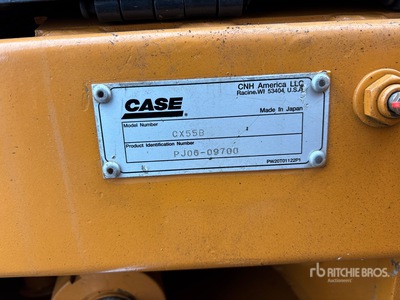 CASE
CNH America LLC
Racine.WI 53404, U.S.A.
Made In Japan
Model Number
CX55B
Product Identification Number
PJ06-09700
PW20T01122P1
rb RITCHIE BROS.
Auctioneers